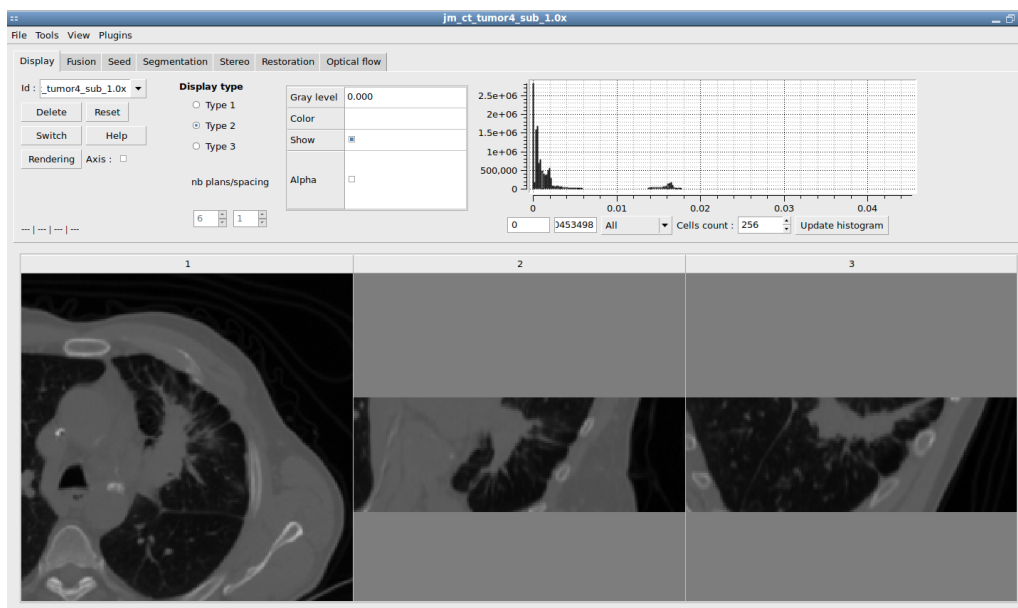 jm_ct_tumor4_sub_1.0x
File Tools View Plugins
Display Fusion Seed Segmentation Stereo Restoration Optical flow
Id : _tumor4_sub_1.0x
Delete Reset
Switch Help
Rendering Axis :
--- | --- | --- | ---
Display type
Type 1
Type 2
Type 3
nb plans/spacing
6 1
Gray level 0.000
Color
Show
Alpha
2.5e+06
2e+06
1.5e+06
1e+06
500,000
0
0 0.01 0.02 0.03 0.04
0 0453498 All Cells count : 256 Update histogram
1 2 3